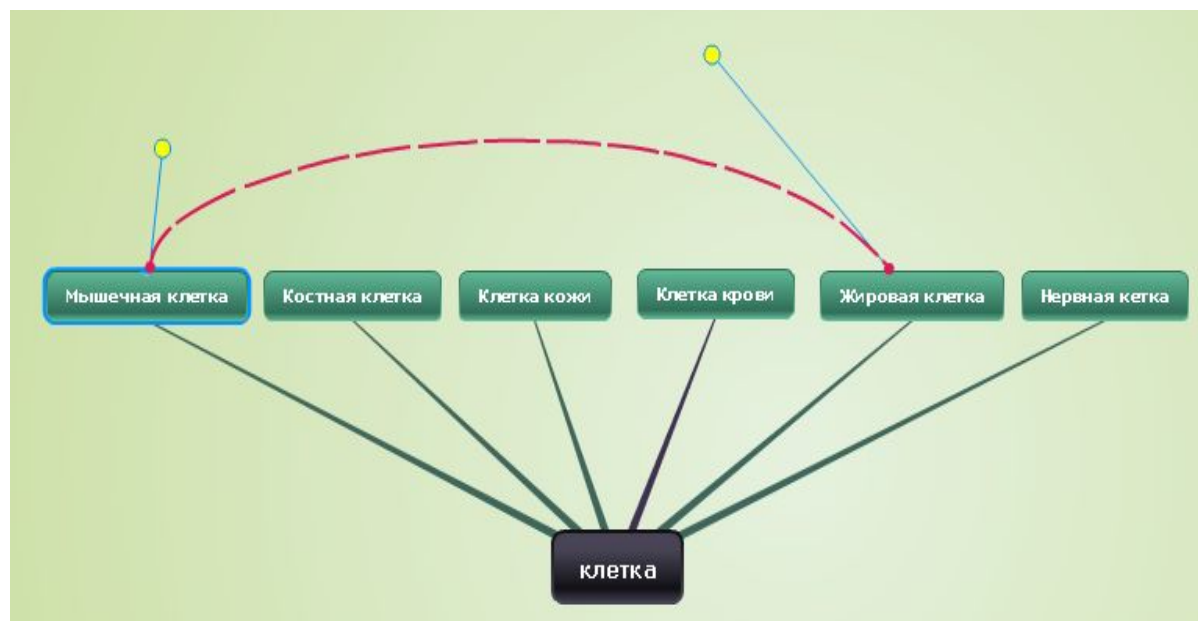 Мышечная клетка
Костная клетка
Клетка кожи
Клетка крови
Жировая клетка
Нервная кетка
клетка